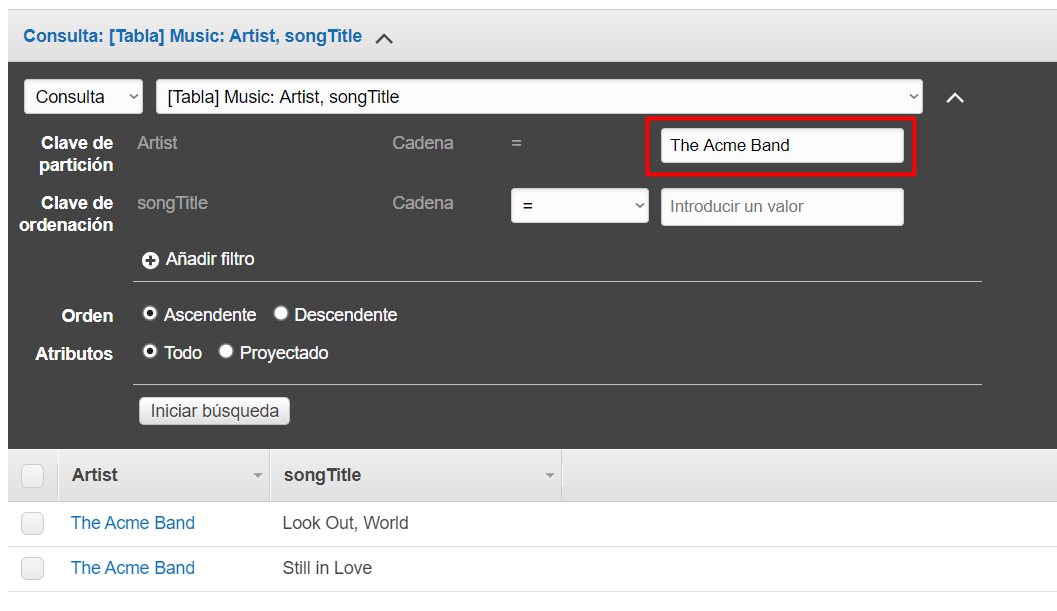 Consulta: [Tabla] Music: Artist, songTitle
Consulta [Tabla] Music: Artist, songTitle
Clave de partición Artist Cadena = The Acme Band
Clave de ordenación songTitle Cadena = Introducir un valor
Añadir filtro
Orden Ascendente Descendente
Atributos Todo Proyectado
Iniciar búsqueda
Artist songTitle
The Acme Band Look Out, World
The Acme Band Still in Love